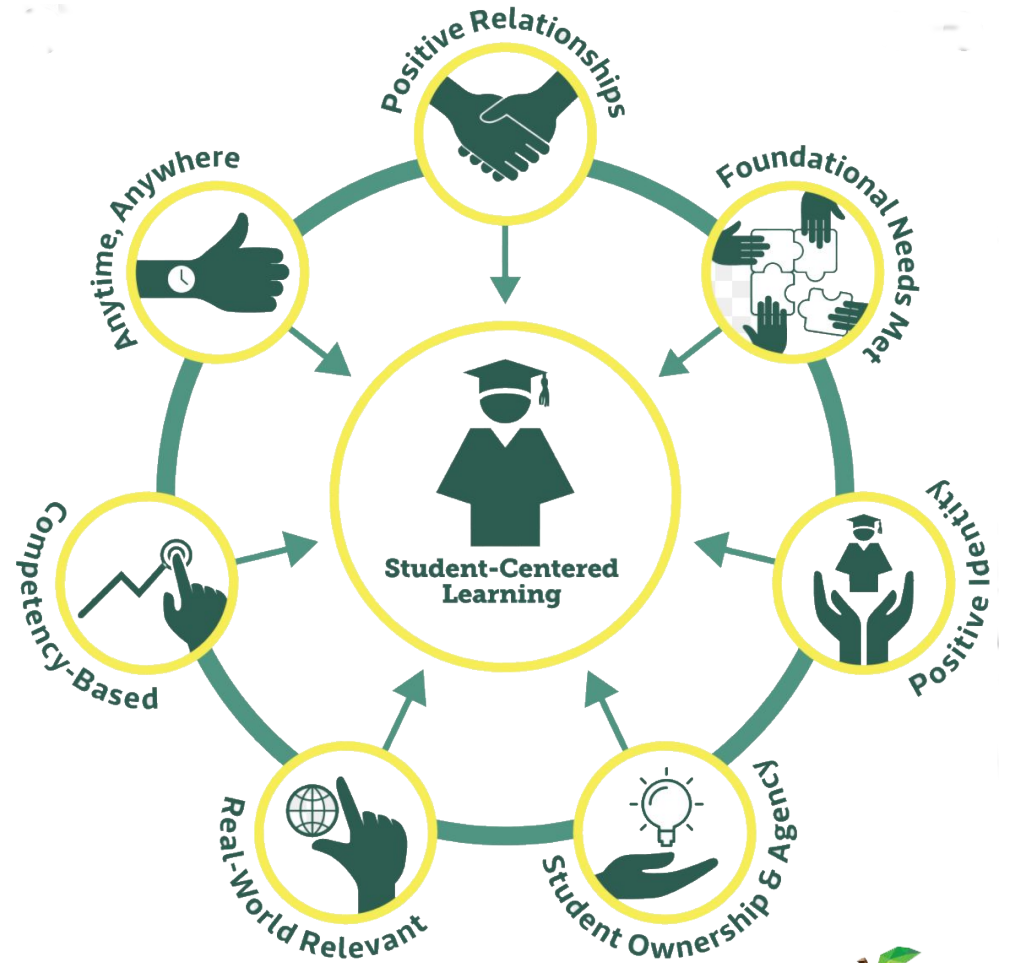 Positive Relationships
Foundational Needs Met
Positive Identity
Student Ownership & Agency
Real-World Relevant
Competency-Based
Anytime, Anywhere
Student-Centered
Learning